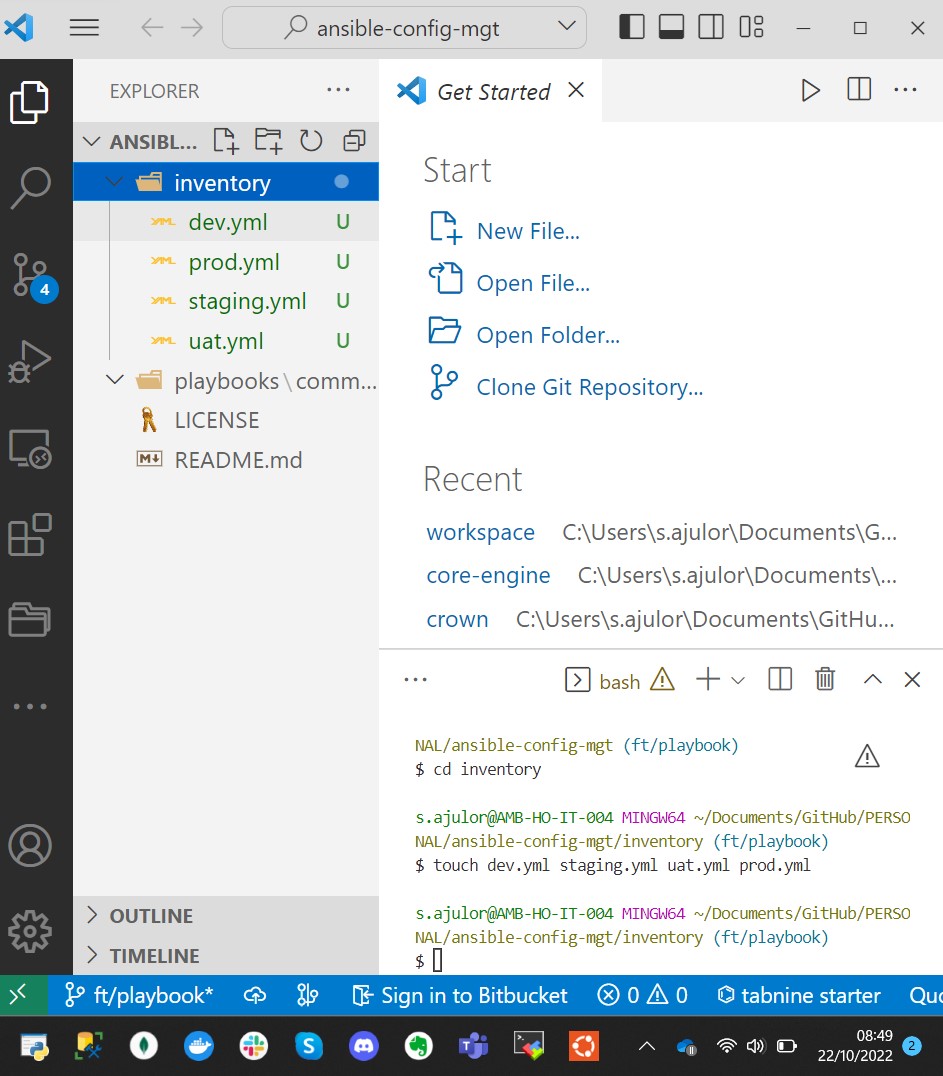 ansible-config-mgt
EXPLORER
Get Started
ANSIBL...
inventory
dev.yml U
prod.yml U
staging.yml U
uat.yml U
playbooks\comm...
LICENSE
README.md
Start
New File...
Open File...
Open Folder...
Clone Git Repository...
Recent
workspace C:\Users\s.ajulor\Documents\G...
core-engine C:\Users\s.ajulor\Documents\...
crown C:\Users\s.ajulor\Documents\GitHu...
4
bash
NAL/ansible-config-mgt (ft/playbook)
$ cd inventory
s.ajulor@AMB-HO-IT-004 MINGW64 ~/Documents/GitHub/PERSO
NAL/ansible-config-mgt/inventory (ft/playbook)
$ touch dev.yml staging.yml uat.yml prod.yml
s.ajulor@AMB-HO-IT-004 MINGW64 ~/Documents/GitHub/PERSO
NAL/ansible-config-mgt/inventory (ft/playbook)
$
OUTLINE
TIMELINE
ft/playbook* Sign in to Bitbucket 0 0 tabnine starter Quo
08:49
22/10/2022
2